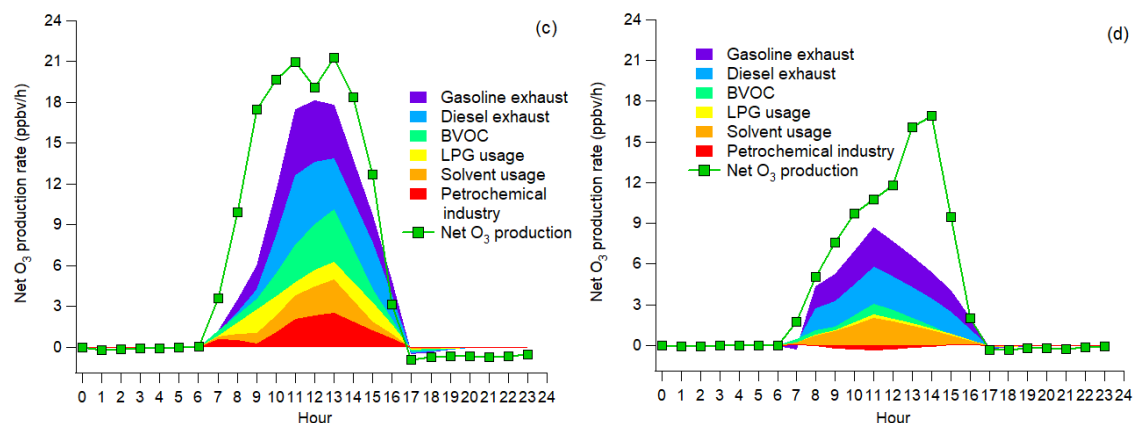 (c)
Net O3 production rate (ppbv/h)
24
21
18
15
12
9
6
3
0
Gasoline exhaust
Diesel exhaust
BVOC
LPG usage
Solvent usage
Petrochemical
industry
Net O3 production
0 1 2 3 4 5 6 7 8 9 10 11 12 13 14 15 16 17 18 19 20 21 22 23 24
Hour
(d)
Net O3 production rate (ppbv/h)
24
21
18
15
12
9
6
3
0
Gasoline exhaust
Diesel exhaust
BVOC
LPG usage
Solvent usage
Petrochemical industry
Net O3 production
0 1 2 3 4 5 6 7 8 9 10 11 12 13 14 15 16 17 18 19 20 21 22 23 24
Hour